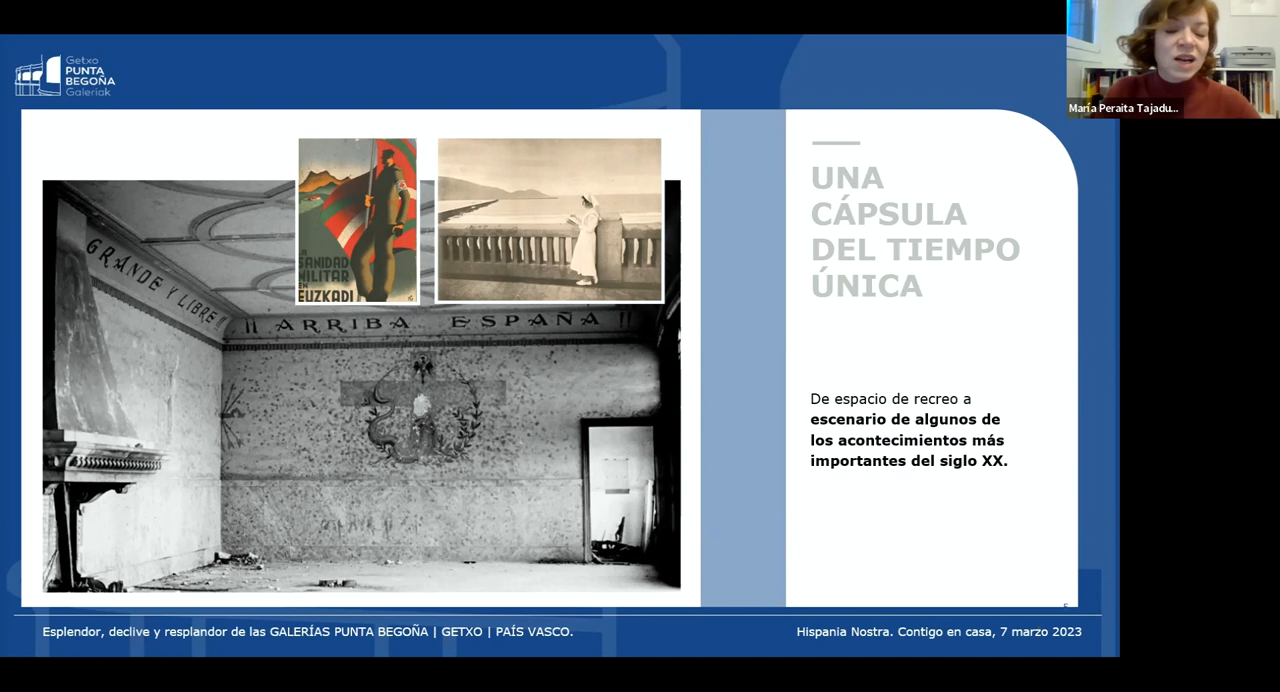 Getxo
PUNTA
BEGOÑA
Galeriak
María Peraita Tajadu...
UNA
CÁPSULA
DEL TIEMPO
ÚNICA
SANIDAD
MILITAR
EN
EUZKADI
GRANDE Y LIBRE!!
¡¡ ARRIBA ESPAÑA !!
De espacio de recreo a
escenario de algunos de
los acontecimientos más
importantes del siglo XX.
5
Esplendor, declive y resplandor de las GALERÍAS PUNTA BEGOÑA | GETXO | PAÍS VASCO.
Hispania Nostra. Contigo en casa, 7 marzo 2023